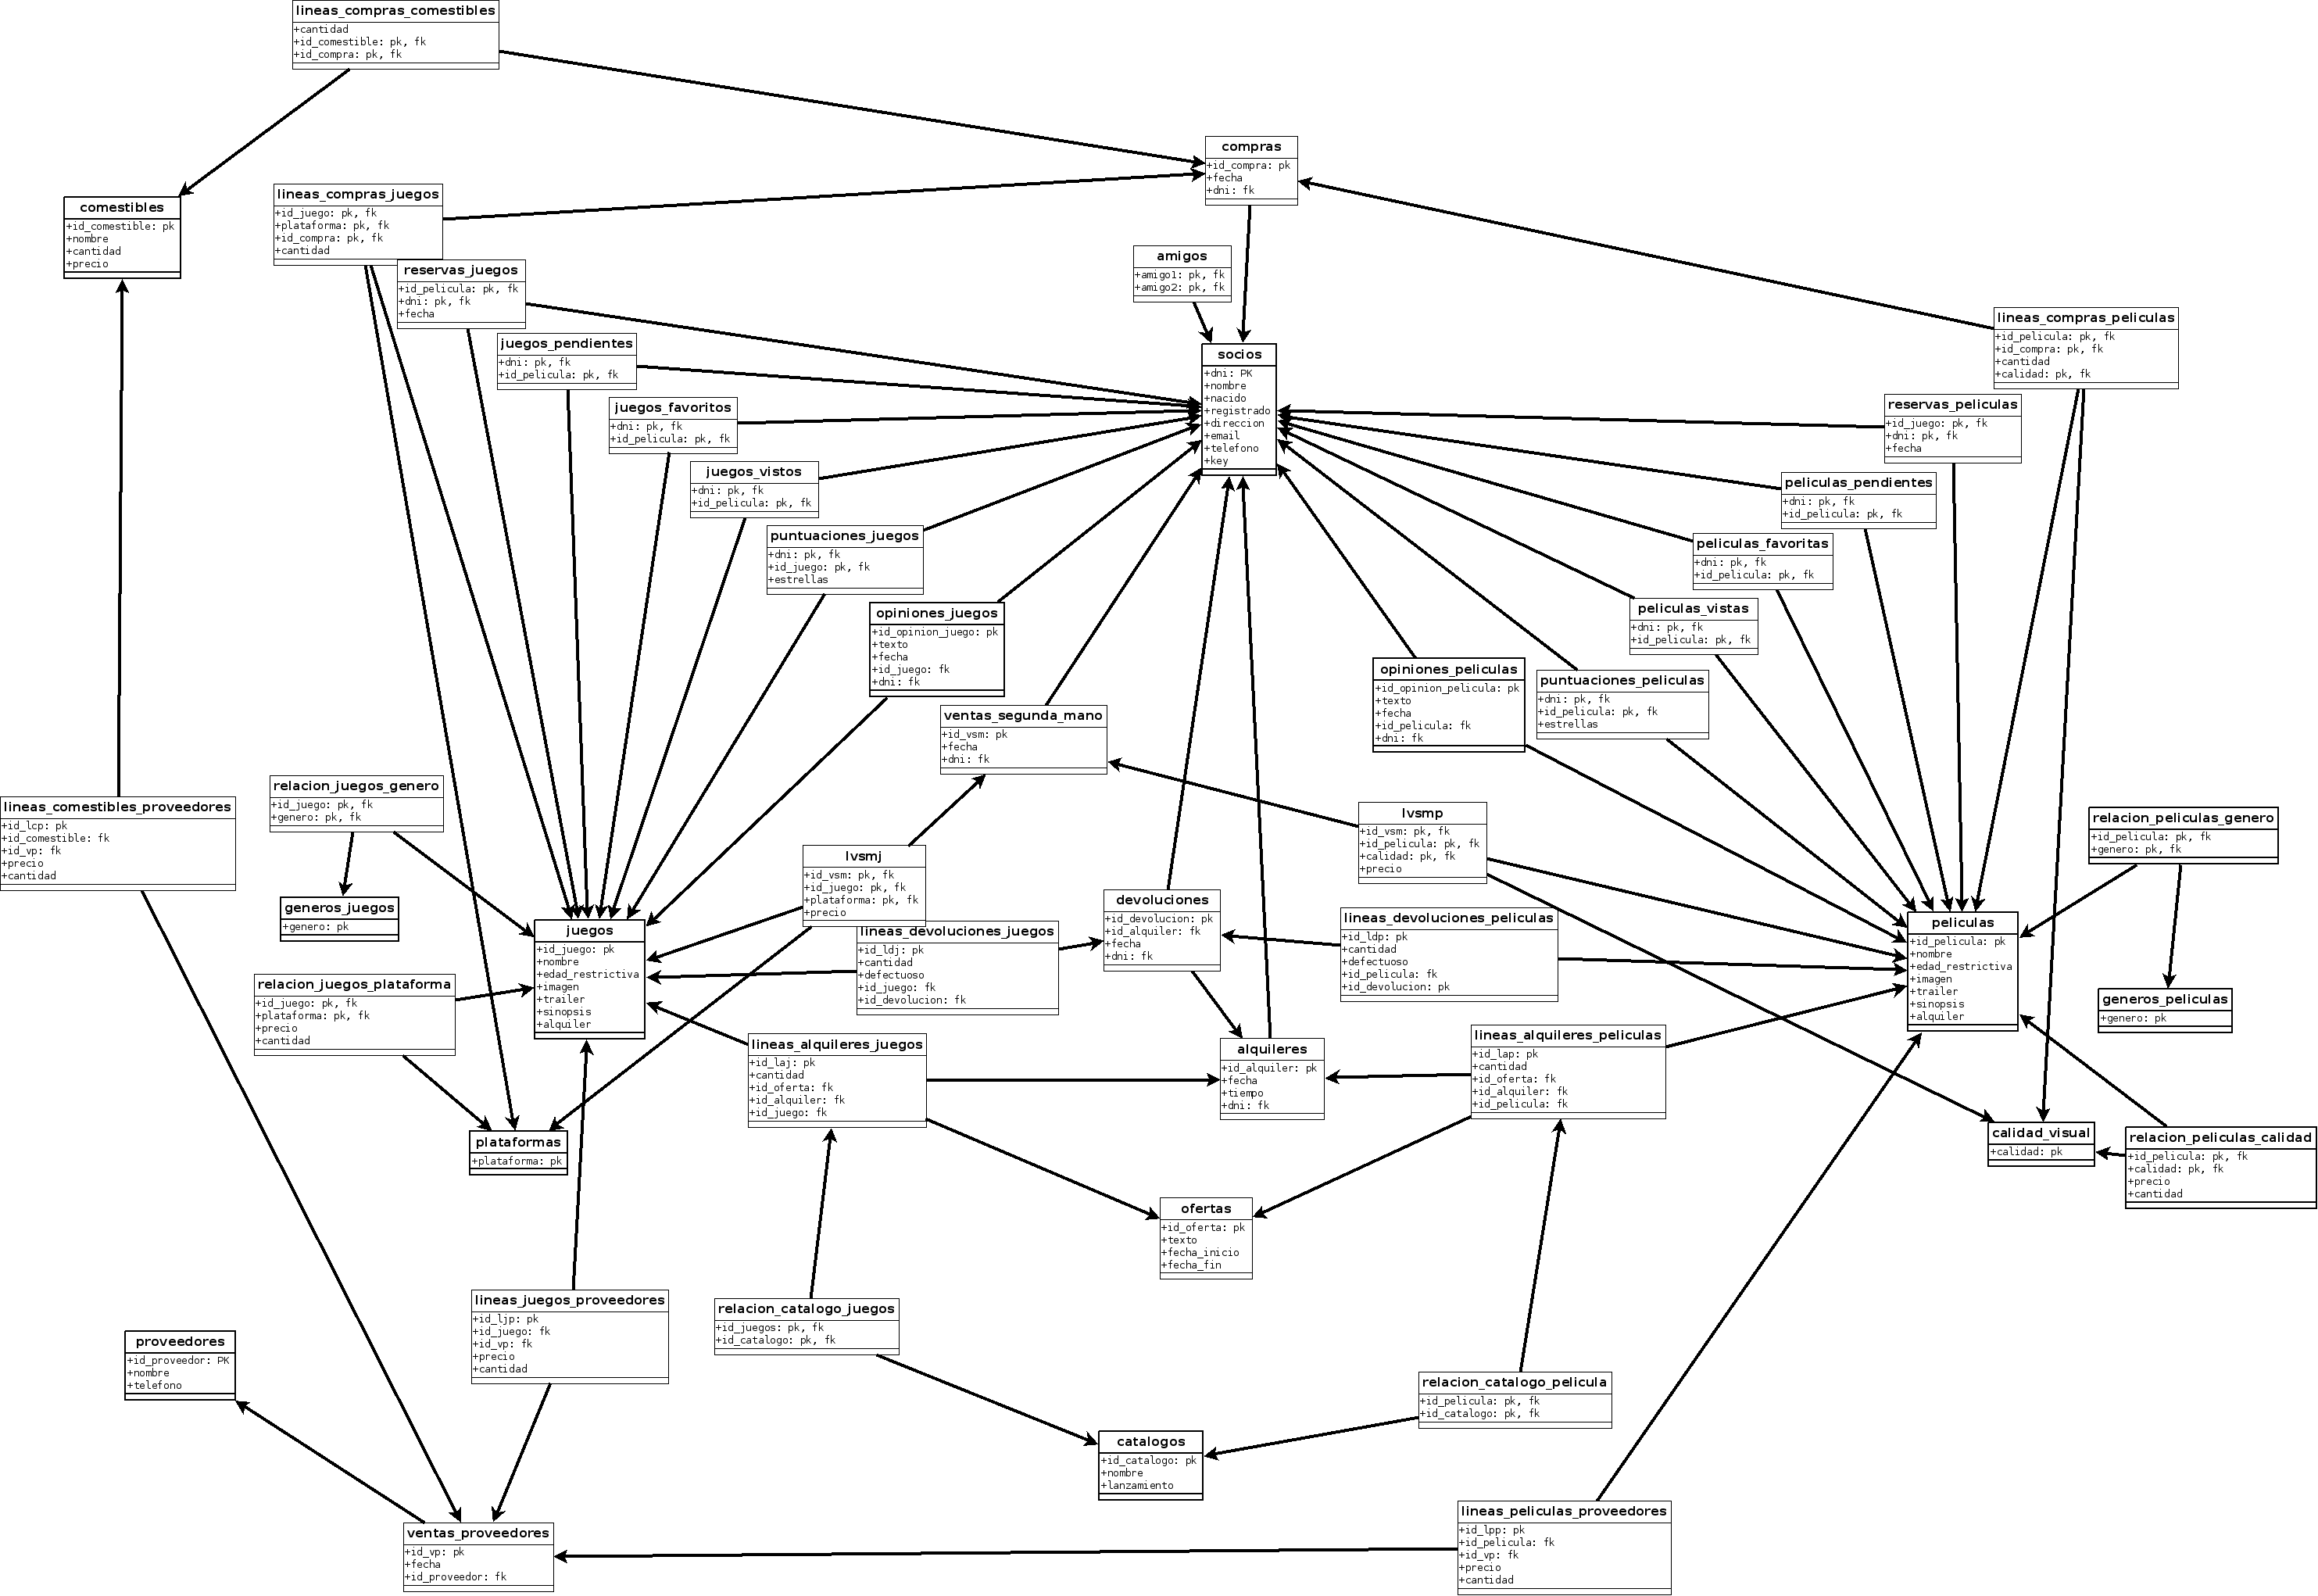 lineas_compras_comestibles
+cantidad
+id_comestible: pk, fk
+id_compra: pk, fk
compras
+id_compra: pk
+fecha
+dni: fk
lineas_compras_juegos
+id_juego: pk, fk
+plataforma: pk, fk
+id_compra: pk, fk
+cantidad
comestibles
+id_comestible: pk
+nombre
+cantidad
+precio
amigos
+amigo1: pk, fk
+amigo2: pk, fk
reservas_juegos
+id_pelicula: pk, fk
+dni: pk, fk
+fecha
lineas_compras_peliculas
+id_pelicula: pk, fk
+id_compra: pk, fk
+cantidad
+calidad: pk, fk
juegos_pendientes
+dni: pk, fk
+id_pelicula: pk, fk
socios
+dni: PK
+nombre
+nacido
+registrado
+direccion
+email
+telefono
+key
juegos_favoritos
+dni: pk, fk
+id_pelicula: pk, fk
reservas_peliculas
+id_juego: pk, fk
+dni: pk, fk
+fecha
juegos_vistos
+dni: pk, fk
+id_pelicula: pk, fk
peliculas_pendientes
+dni: pk, fk
+id_pelicula: pk, fk
puntuaciones_juegos
+dni: pk, fk
+id_juego: pk, fk
+estrellas
peliculas_favoritas
+dni: pk, fk
+id_pelicula: pk, fk
opiniones_juegos
+id_opinion_juego: pk
+texto
+fecha
+id_juego: fk
+dni: fk
peliculas_vistas
+dni: pk, fk
+id_pelicula: pk, fk
opiniones_peliculas
+id_opinion_pelicula: pk
+texto
+fecha
+id_pelicula: fk
+dni: fk
puntuaciones_peliculas
+dni: pk, fk
+id_pelicula: pk, fk
+estrellas
ventas_segunda_mano
+id_vsm: pk
+fecha
+dni: fk
relacion_juegos_genero
+id_juego: pk, fk
+genero: pk, fk
lineas_comestibles_proveedores
+id_lcp: pk
+id_comestible: fk
+id_vp: fk
+precio
+cantidad
lvsmp
+id_vsm: pk, fk
+id_pelicula: pk, fk
+calidad: pk, fk
+precio
relacion_peliculas_genero
+id_pelicula: pk, fk
+genero: pk, fk
lvsmj
+id_vsm: pk, fk
+id_juego: pk, fk
+plataforma: pk, fk
+precio
generos_juegos
+genero: pk
devoluciones
+id_devolucion: pk
+id_alquiler: fk
+fecha
+dni: fk
lineas_devoluciones_peliculas
+id_ldp: pk
+cantidad
+defectuoso
+id_pelicula: fk
+id_devolucion: pk
peliculas
+id_pelicula: pk
+nombre
+edad_restrictiva
+imagen
+trailer
+sinopsis
+alquiler
juegos
+id_juego: pk
+nombre
+edad_restrictiva
+imagen
+trailer
+sinopsis
+alquiler
lineas_devoluciones_juegos
+id_ldj: pk
+cantidad
+defectuoso
+id_juego: fk
+id_devolucion: fk
relacion_juegos_plataforma
+id_juego: pk, fk
+plataforma: pk, fk
+precio
+cantidad
generos_peliculas
+genero: pk
lineas_alquileres_juegos
+id_laj: pk
+cantidad
+id_oferta: fk
+id_alquiler: fk
+id_juego: fk
alquileres
+id_alquiler: pk
+fecha
+tiempo
+dni: fk
lineas_alquileres_peliculas
+id_lap: pk
+cantidad
+id_oferta: fk
+id_alquiler: fk
+id_pelicula: fk
plataformas
+plataforma: pk
calidad_visual
+calidad: pk
relacion_peliculas_calidad
+id_pelicula: pk, fk
+calidad: pk, fk
+precio
+cantidad
ofertas
+id_oferta: pk
+texto
+fecha_inicio
+fecha_fin
lineas_juegos_proveedores
+id_ljp: pk
+id_juego: fk
+id_vp: fk
+precio
+cantidad
relacion_catalogo_juegos
+id_juegos: pk, fk
+id_catalogo: pk, fk
proveedores
+id_proveedor: PK
+nombre
+telefono
relacion_catalogo_pelicula
+id_pelicula: pk, fk
+id_catalogo: pk, fk
catalogos
+id_catalogo: pk
+nombre
+lanzamiento
lineas_peliculas_proveedores
+id_lpp: pk
+id_pelicula: fk
+id_vp: fk
+precio
+cantidad
ventas_proveedores
+id_vp: pk
+fecha
+id_proveedor: fk